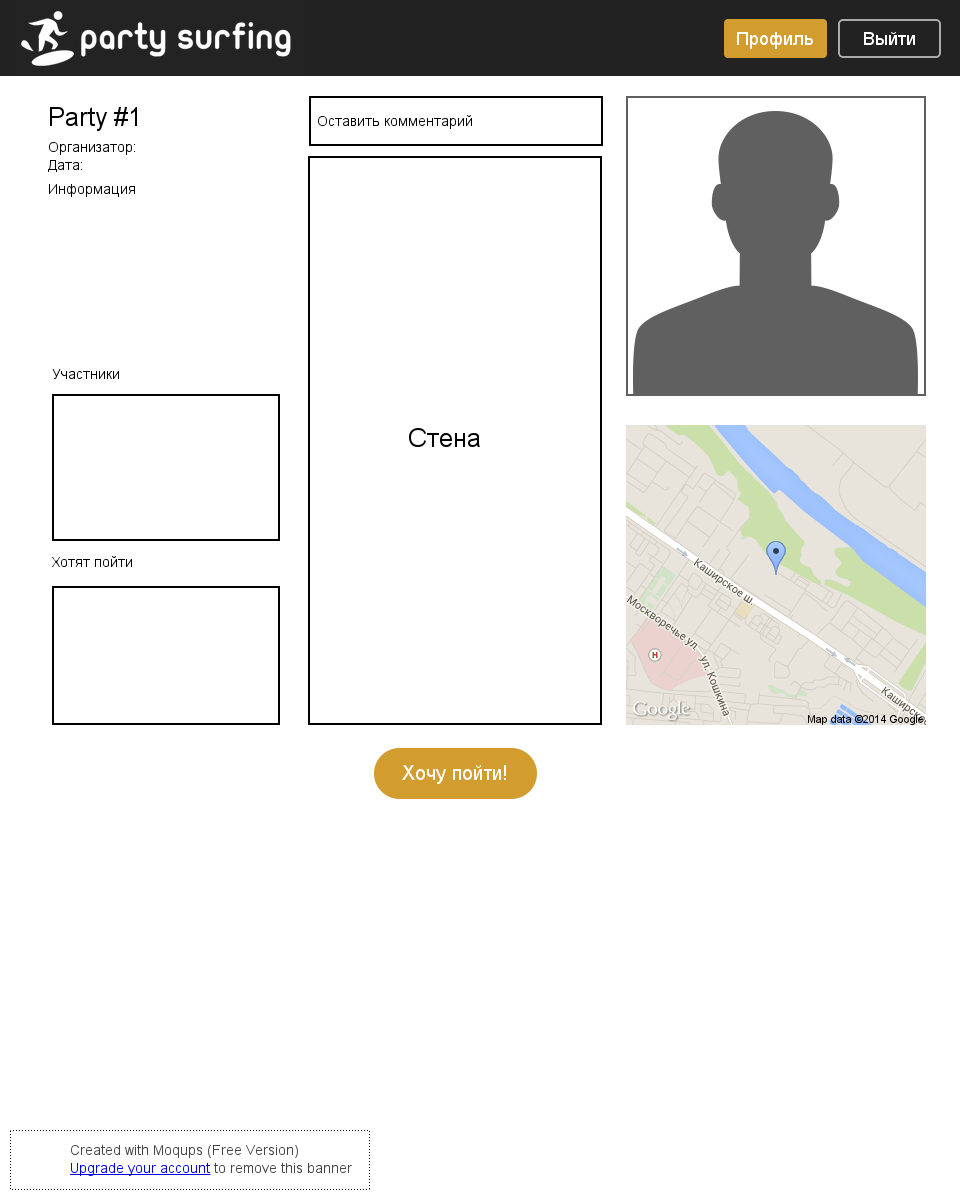 party surfing
Профиль
Выйти
Party #1
Организатор:
Дата:
Информация
Участники
Хотят пойти
Оставить комментарий
Стена
Каширское ш.
Москворечье ул.
ул. Кошкина
H
Каширск
Google
Map data ©2014 Google
Хочу пойти!
Created with Moqups (Free Version)
Upgrade your account to remove this banner